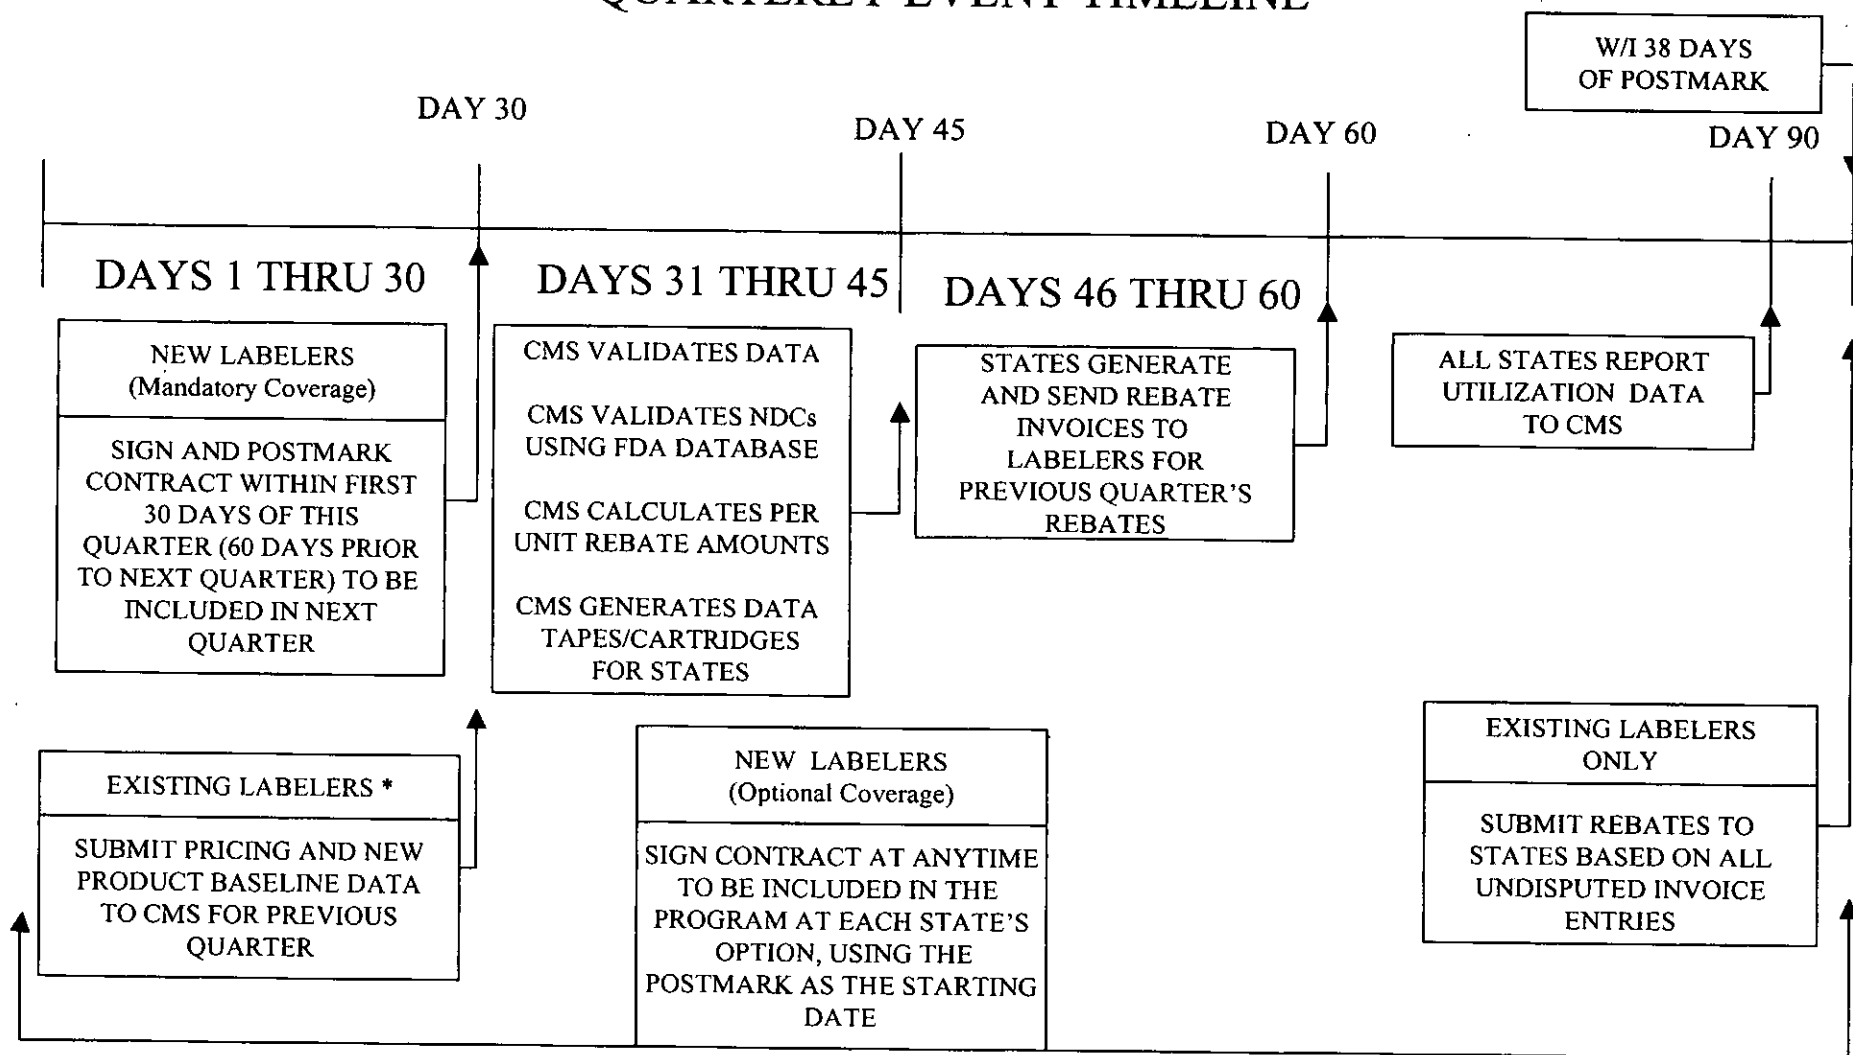 QUARTERLY EVENT TIMELINE
W/I 38 DAYS
OF POSTMARK
DAY 30
DAY 45
DAY 60
DAY 90
DAYS 1 THRU 30
DAYS 31 THRU 45
DAYS 46 THRU 60
NEW LABELERS
(Mandatory Coverage)
SIGN AND POSTMARK
CONTRACT WITHIN FIRST
30 DAYS OF THIS
QUARTER (60 DAYS PRIOR
TO NEXT QUARTER) TO BE
INCLUDED IN NEXT
QUARTER
CMS VALIDATES DATA
CMS VALIDATES NDCs
USING FDA DATABASE
CMS CALCULATES PER
UNIT REBATE AMOUNTS
CMS GENERATES DATA
TAPES/CARTRIDGES
FOR STATES
STATES GENERATE
AND SEND REBATE
INVOICES TO
LABELERS FOR
PREVIOUS QUARTER'S
REBATES
ALL STATES REPORT
UTILIZATION DATA
TO CMS
EXISTING LABELERS *
SUBMIT PRICING AND NEW
PRODUCT BASELINE DATA
TO CMS FOR PREVIOUS
QUARTER
NEW LABELERS
(Optional Coverage)
SIGN CONTRACT AT ANYTIME
TO BE INCLUDED IN THE
PROGRAM AT EACH STATE'S
OPTION, USING THE
POSTMARK AS THE STARTING
DATE
EXISTING LABELERS
ONLY
SUBMIT REBATES TO
STATES BASED ON ALL
UNDISPUTED INVOICE
ENTRIES